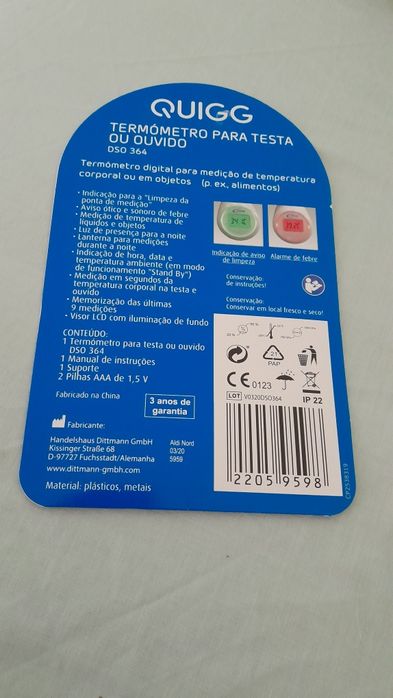 QUIGG
TERMÓMETRO PARA TESTA
OU OUVIDO
DSO 364
Termómetro digital para medição de temperatura
corporal ou em objetos (p. ex, alimentos)
· Indicação para a "Limpeza da
ponta de medição"
· Aviso ótico e sonoro de febre
· Medição de temperatura de
líquidos e objetos
· Luz de presença para a noite
· Lanterna para medições
durante a noite
· Indicação de hora, data e
temperatura ambiente (em modo
de funcionamento "Stand By")
· Medição em segundos da
temperatura corporal na testa e
ouvido
· Memorização das últimas
9 medições
· Visor LCD com iluminação de fundo
Indicação de aviso
de limpeza
Alarme de febre
Conservação:
de instruções!
Conservação:
Conservar em local fresco e seco!
CONTEÚDO:
1 Termómetro para testa ou ouvido
DSO 364
1 Manual de instruções
1 Suporte
2 Pilhas AAA de 1,5 V
Fabricado na China
3 anos de
garantia
Fabricante:
Handelshaus Dittmann GmbH
Kissinger Straße 68
D-97727 Fuchsstadt/Alemanha
www.dittmann-gmbh.com
Aldi Nord
03/20
5959
Material: plásticos, metais
21
PAP
CE 0123
LOT V0320DSO364
IP 22
2205 9598
CP2538319